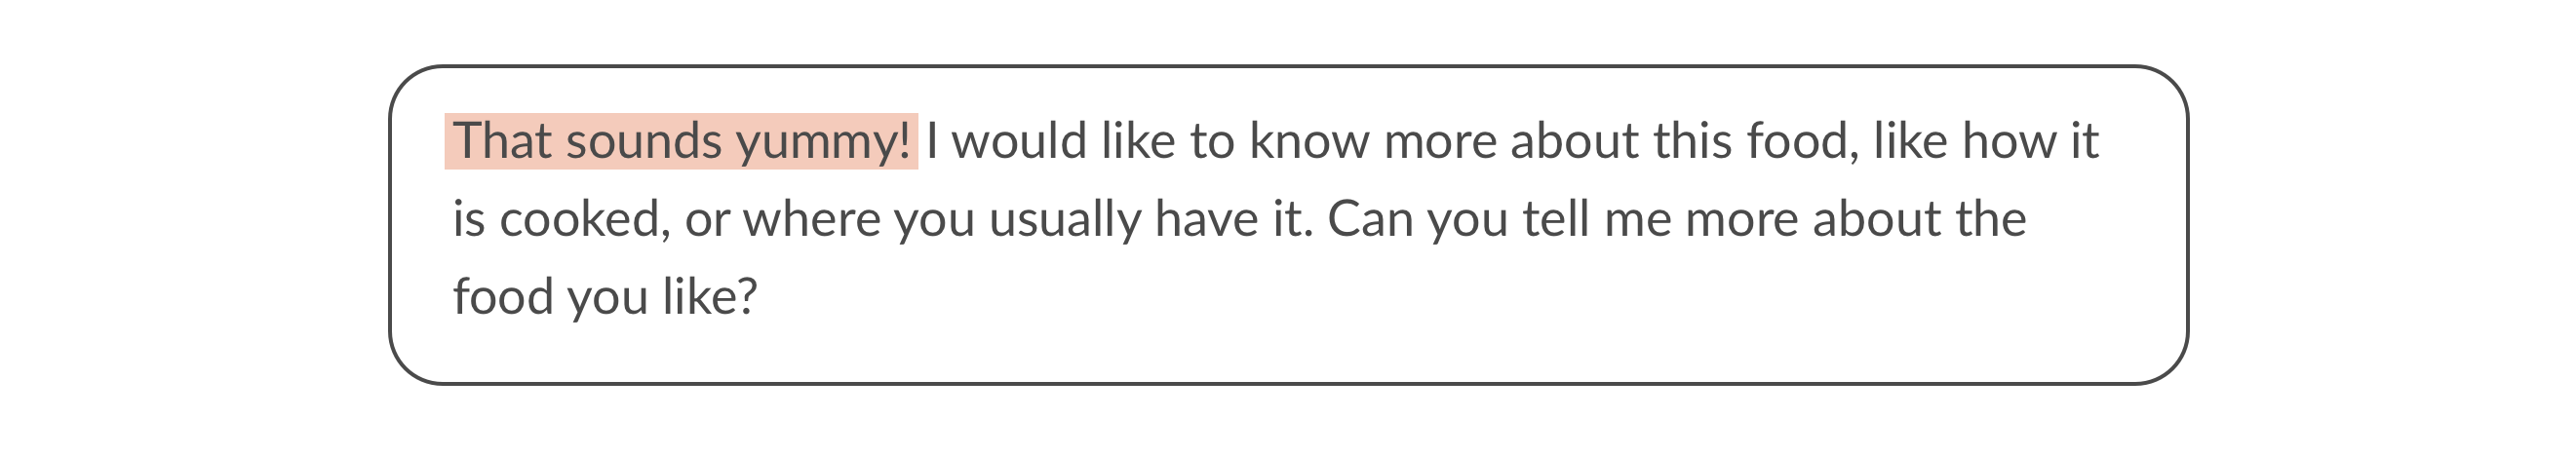 That sounds yummy! I would like to know more about this food, like how it
is cooked, or where you usually have it. Can you tell me more about the
food you like?